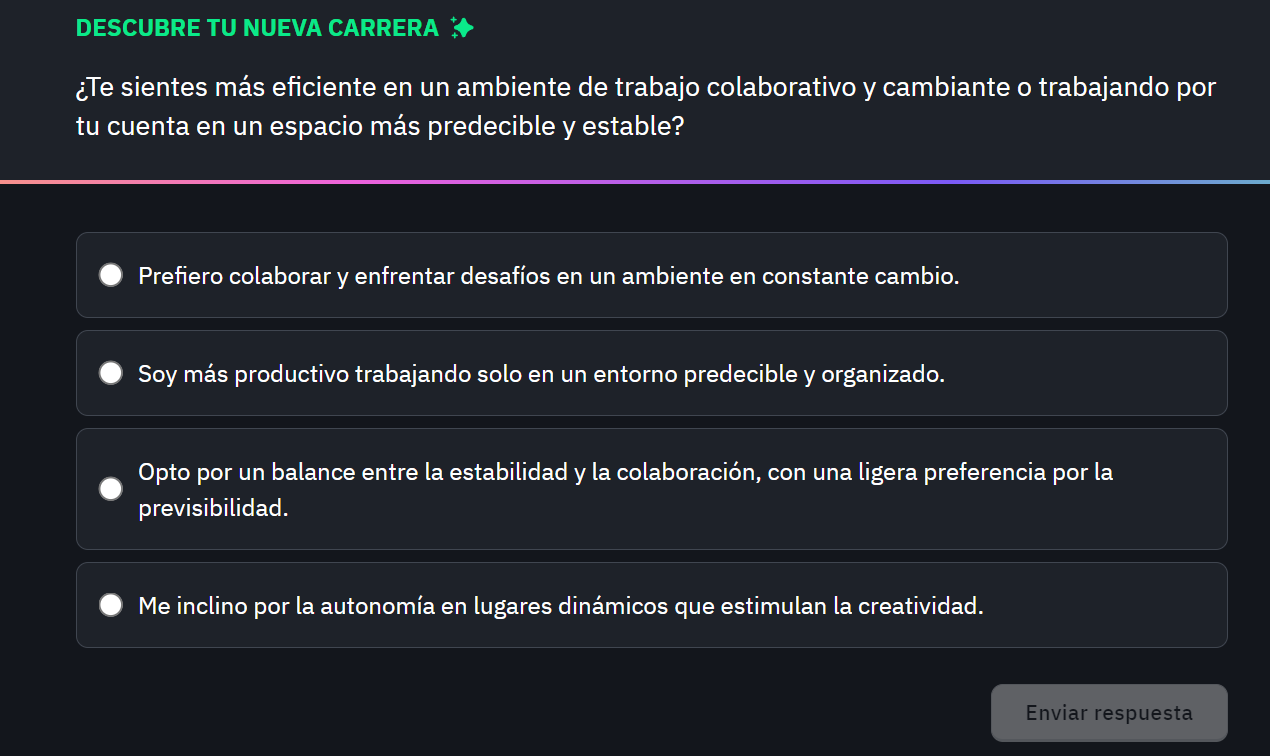 DESCUBRE TU NUEVA CARRERA
¿Te sientes más eficiente en un ambiente de trabajo colaborativo y cambiante o trabajando por
tu cuenta en un espacio más predecible y estable?
Prefiero colaborar y enfrentar desafíos en un ambiente en constante cambio.
Soy más productivo trabajando solo en un entorno predecible y organizado.
Opto por un balance entre la estabilidad y la colaboración, con una ligera preferencia por la
previsibilidad.
Me inclino por la autonomía en lugares dinámicos que estimulan la creatividad.
Enviar respuesta